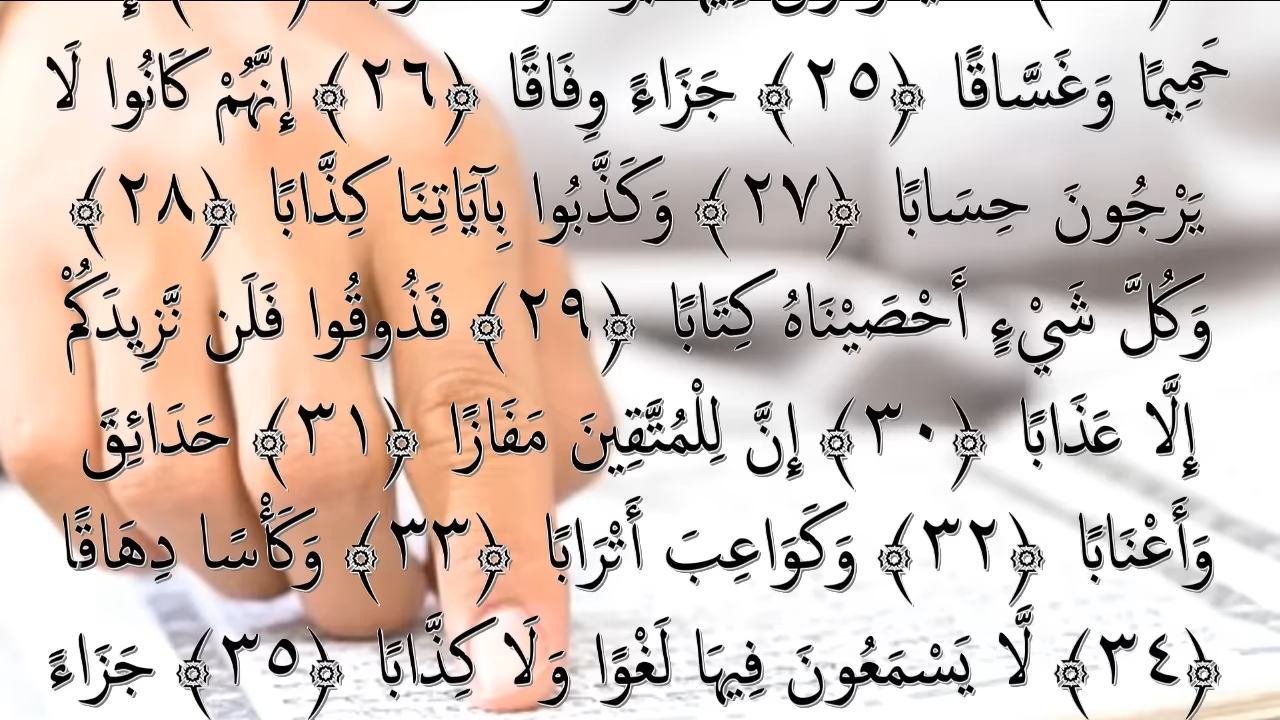 حَمِيمًا وَغَسَّاقًا ﴿٢٥﴾ جَزَاءً وِفَاقًا ﴿٢٦﴾ إِنَّهُمْ كَانُوا لَا
يَرْجُونَ حِسَابًا ﴿٢٧﴾ وَكَذَّبُوا بِآيَاتِنَا كِذَّابًا ﴿٢٨﴾
وَكُلَّ شَيْءٍ أَحْصَيْنَاهُ كِتَابًا ﴿٢٩﴾ فَذُوقُوا فَلَن نَّزِيدَكُمْ
إِلَّا عَذَابًا ﴿٣٠﴾ إِنَّ لِلْمُتَّقِينَ مَفَازًا ﴿٣١﴾ حَدَائِقَ
وَأَعْنَابًا ﴿٣٢﴾ وَكَوَاعِبَ أَتْرَابًا ﴿٣٣﴾ وَكَأْسًا دِهَاقًا
﴿٣٤﴾ لَّا يَسْمَعُونَ فِيهَا لَغْوًا وَلَا كِذَّابًا ﴿٣٥﴾ جَزَاءً